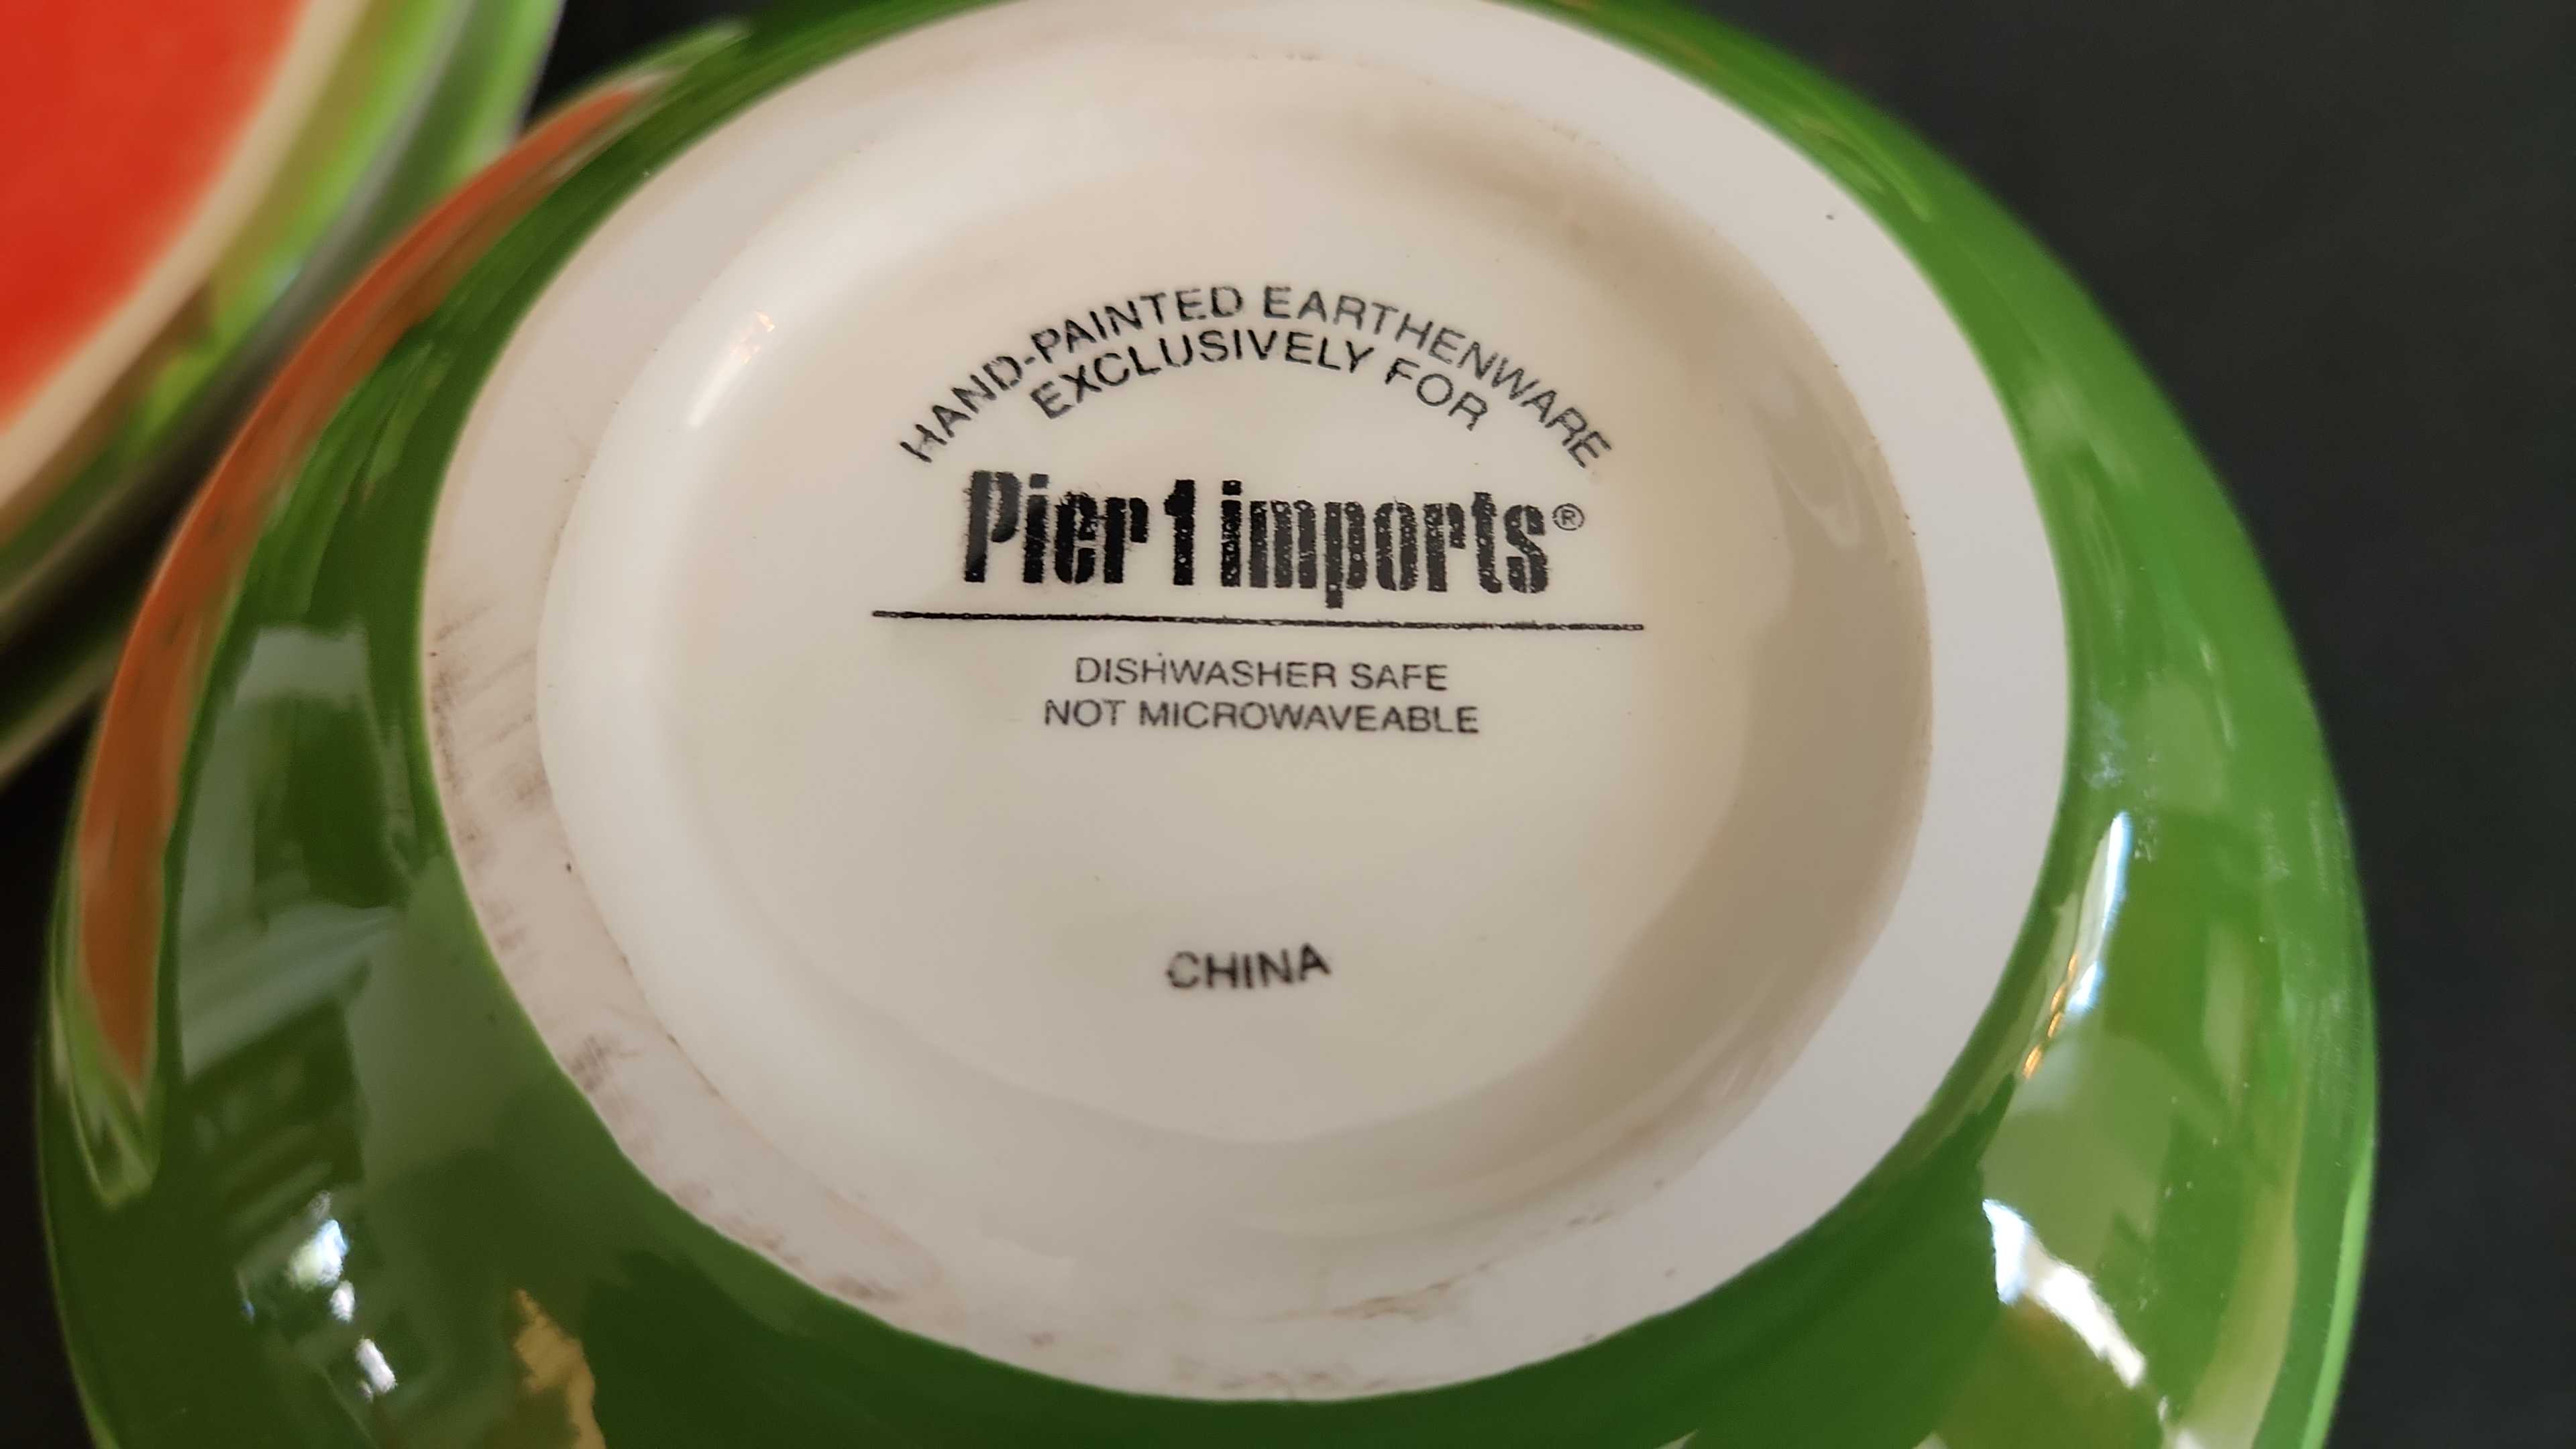 HAND-PAINTED EARTHENWARE
EXCLUSIVELY FOR
Pier 1 imports®
DISHWASHER SAFE
NOT MICROWAVEABLE
CHINA